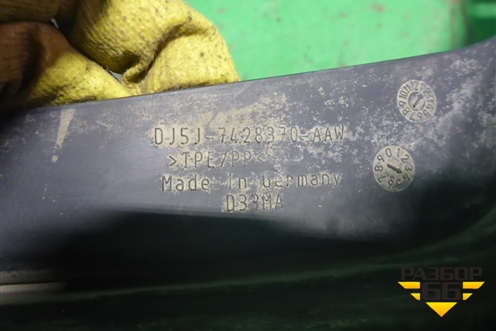 DJ5J-7428370-AAW
>TPE/PP<
Made in Germany
D33MA
РАЗБОР
66